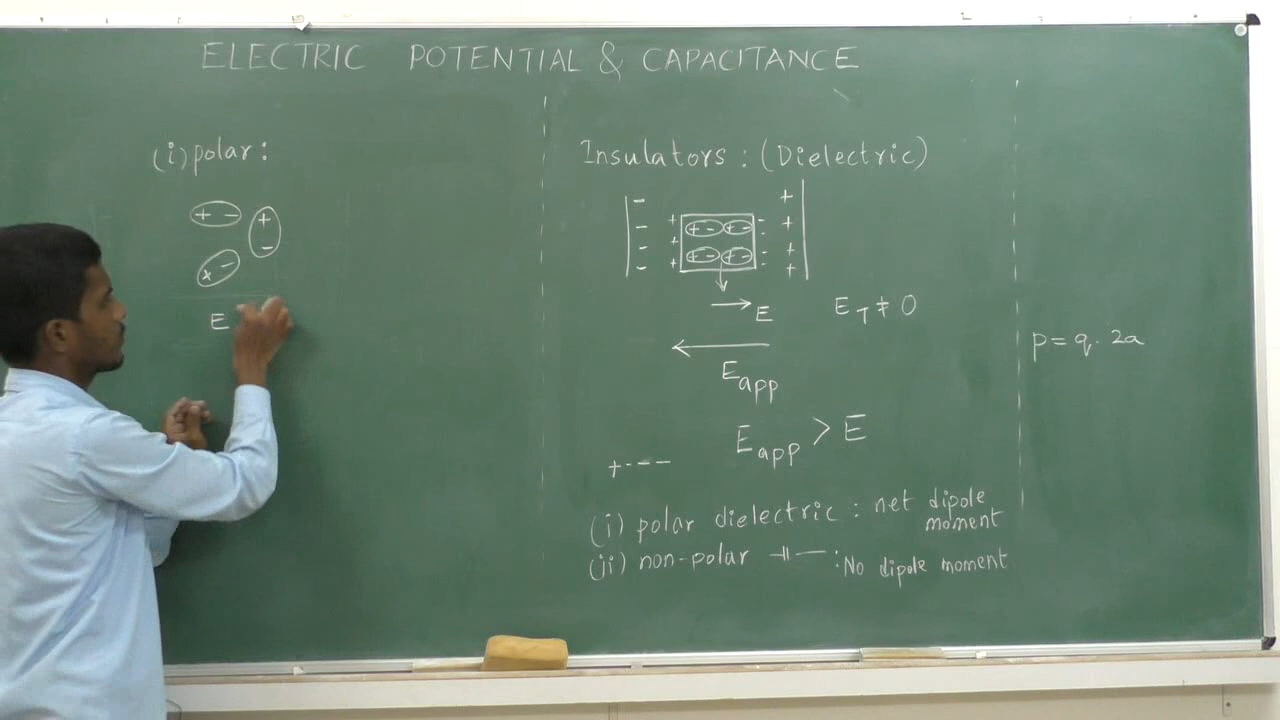 ELECTRIC POTENTIAL & CAPACITANCE
(i) polar :
+ -
+
-
+ -
E
Insulators : (Dielectric)
- - - -
+ + +
+ - + -
+ - + -
- - - -
+ + + +
E
E_T ≠ 0
E_app
E_app > E
+ - - -
(i) polar dielectric : net dipole
moment
(ii) non-polar —||— : No dipole moment
p = q. 2a